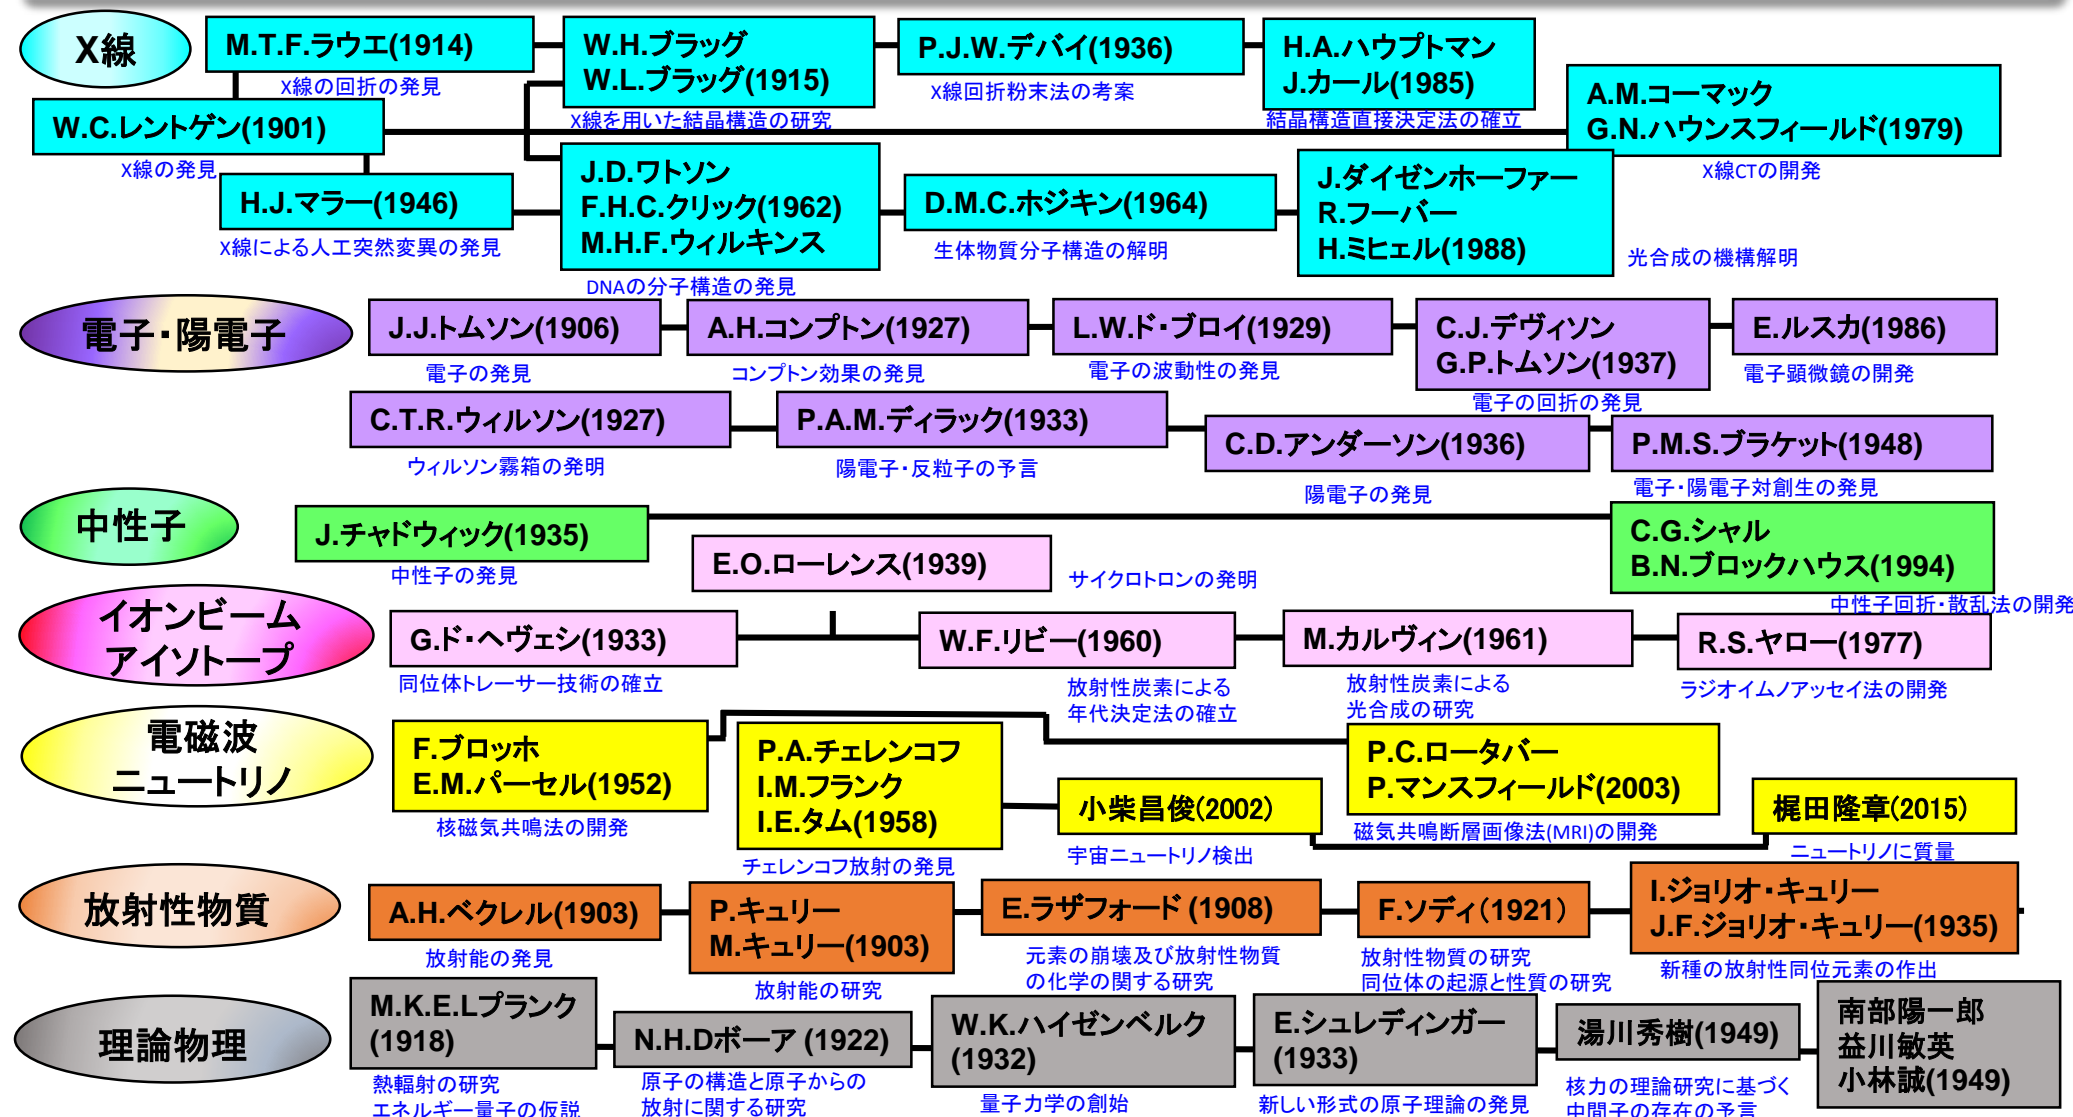 X線
M.T.F.ラウエ(1914)
X線の回折の発見
W.H.ブラッグ
W.L.ブラッグ(1915)
X線を用いた結晶構造の研究
P.J.W.デバイ(1936)
X線回折粉末法の考案
H.A.ハウプトマン
J.カール(1985)
結晶構造直接決定法の確立
A.M.コーマック
G.N.ハウンスフィールド(1979)
X線CTの開発
W.C.レントゲン(1901)
X線の発見
H.J.マラー(1946)
X線による人工突然変異の発見
J.D.ワトソン
F.H.C.クリック(1962)
M.H.F.ウィルキンス
DNAの分子構造の発見
D.M.C.ホジキン(1964)
生体物質分子構造の解明
J.ダイゼンホーファー
R.フーバー
H.ミヒェル(1988)
光合成の機構解明
電子・陽電子
J.J.トムソン(1906)
電子の発見
A.H.コンプトン(1927)
コンプトン効果の発見
L.W.ド・ブロイ(1929)
電子の波動性の発見
C.J.デヴィソン
G.P.トムソン(1937)
電子の回折の発見
E.ルスカ(1986)
電子顕微鏡の開発
C.T.R.ウィルソン(1927)
ウィルソン霧箱の発明
P.A.M.ディラック(1933)
陽電子・反粒子の予言
C.D.アンダーソン(1936)
陽電子の発見
P.M.S.ブラケット(1948)
電子・陽電子対創生の発見
中性子
J.チャドウィック(1935)
中性子の発見
C.G.シャル
B.N.ブロックハウス(1994)
中性子回折・散乱法の開発
E.O.ローレンス(1939)
サイクロトロンの発明
イオンビーム
アイソトープ
G.ド・ヘヴェシ(1933)
同位体トレーサー技術の確立
W.F.リビー(1960)
放射性炭素による
年代決定法の確立
M.カルヴィン(1961)
放射性炭素による
光合成の研究
R.S.ヤロー(1977)
ラジオイムノアッセイ法の開発
電磁波
ニュートリノ
F.ブロッホ
E.M.パーセル(1952)
核磁気共鳴法の開発
P.A.チェレンコフ
I.M.フランク
I.E.タム(1958)
チェレンコフ放射の発見
小柴昌俊(2002)
宇宙ニュートリノ検出
P.C.ロータバー
P.マンスフィールド(2003)
磁気共鳴断層画像法(MRI)の開発
梶田隆章(2015)
ニュートリノに質量
放射性物質
A.H.ベクレル(1903)
放射能の発見
P.キュリー
M.キュリー(1903)
放射能の研究
E.ラザフォード (1908)
元素の崩壊及び放射性物質
の化学の関する研究
F.ソディ(1921)
放射性物質の研究
同位体の起源と性質の研究
I.ジョリオ・キュリー
J.F.ジョリオ・キュリー(1935)
新種の放射性同位元素の作出
理論物理
M.K.E.Lプランク
(1918)
熱輻射の研究
エネルギー量子の仮説
N.H.Dボーア (1922)
原子の構造と原子からの
放射に関する研究
W.K.ハイゼンベルク
(1932)
量子力学の創始
E.シュレディンガー
(1933)
新しい形式の原子理論の発見
湯川秀樹(1949)
核力の理論研究に基づく
中間子の存在の予言
南部陽一郎
益川敏英
小林誠(1949)